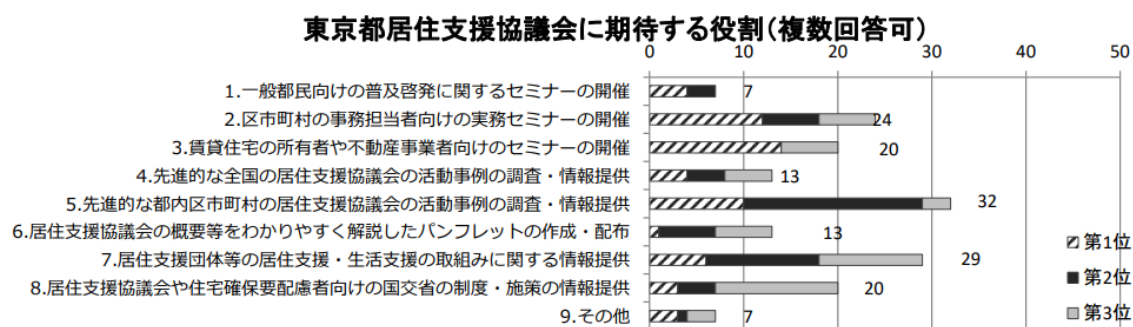 東京都居住支援協議会に期待する役割（複数回答可）
0 10 20 30 40 50
1.一般都民向けの普及啓発に関するセミナーの開催 7
2.区市町村の事務担当者向けの実務セミナーの開催 24
3.賃貸住宅の所有者や不動産事業者向けのセミナーの開催 20
4.先進的な全国の居住支援協議会の活動事例の調査・情報提供 13
5.先進的な都内区市町村の居住支援協議会の活動事例の調査・情報提供 32
6.居住支援協議会の概要等をわかりやすく解説したパンフレットの作成・配布 13
7.居住支援団体等の居住支援・生活支援の取組みに関する情報提供 29
8.居住支援協議会や住宅確保要配慮者向けの国交省の制度・施策の情報提供 20
9.その他 7
第1位
第2位
第3位